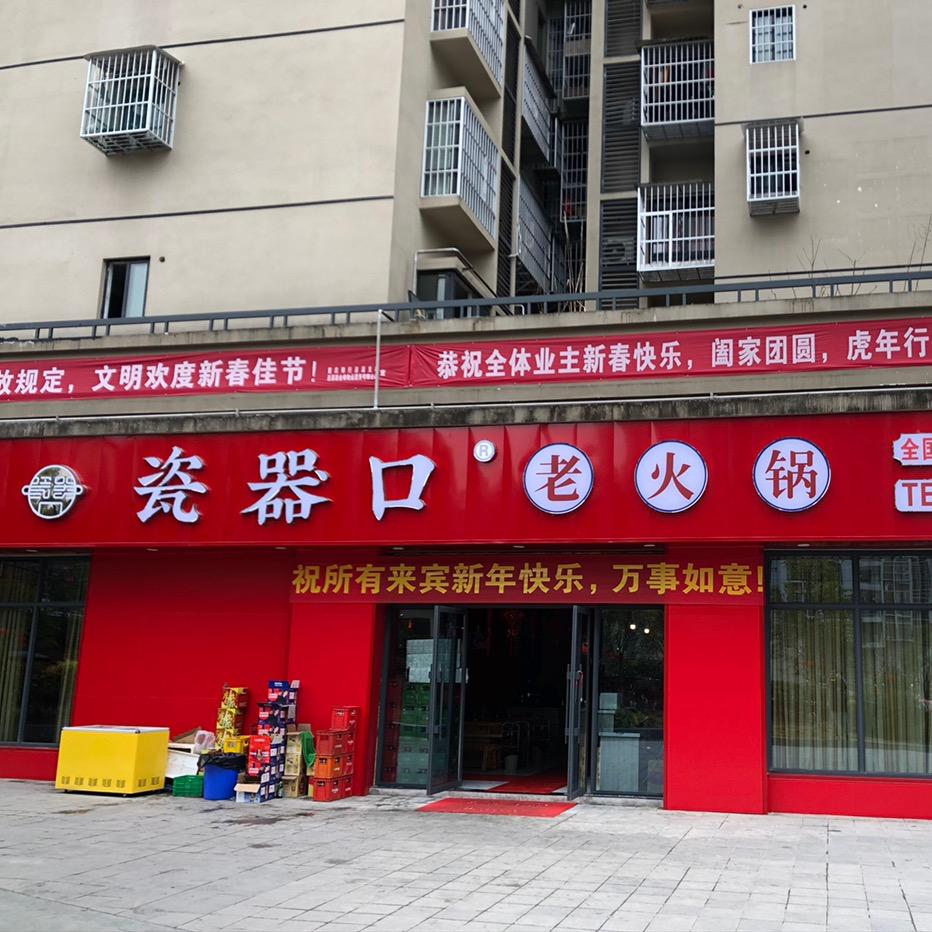 放规定，文明欢度新春佳节！
恭祝全体业主新春快乐，阖家团圆，虎年行
瓷器口® 老火锅
全国
TE
祝所有来宾新年快乐，万事如意！